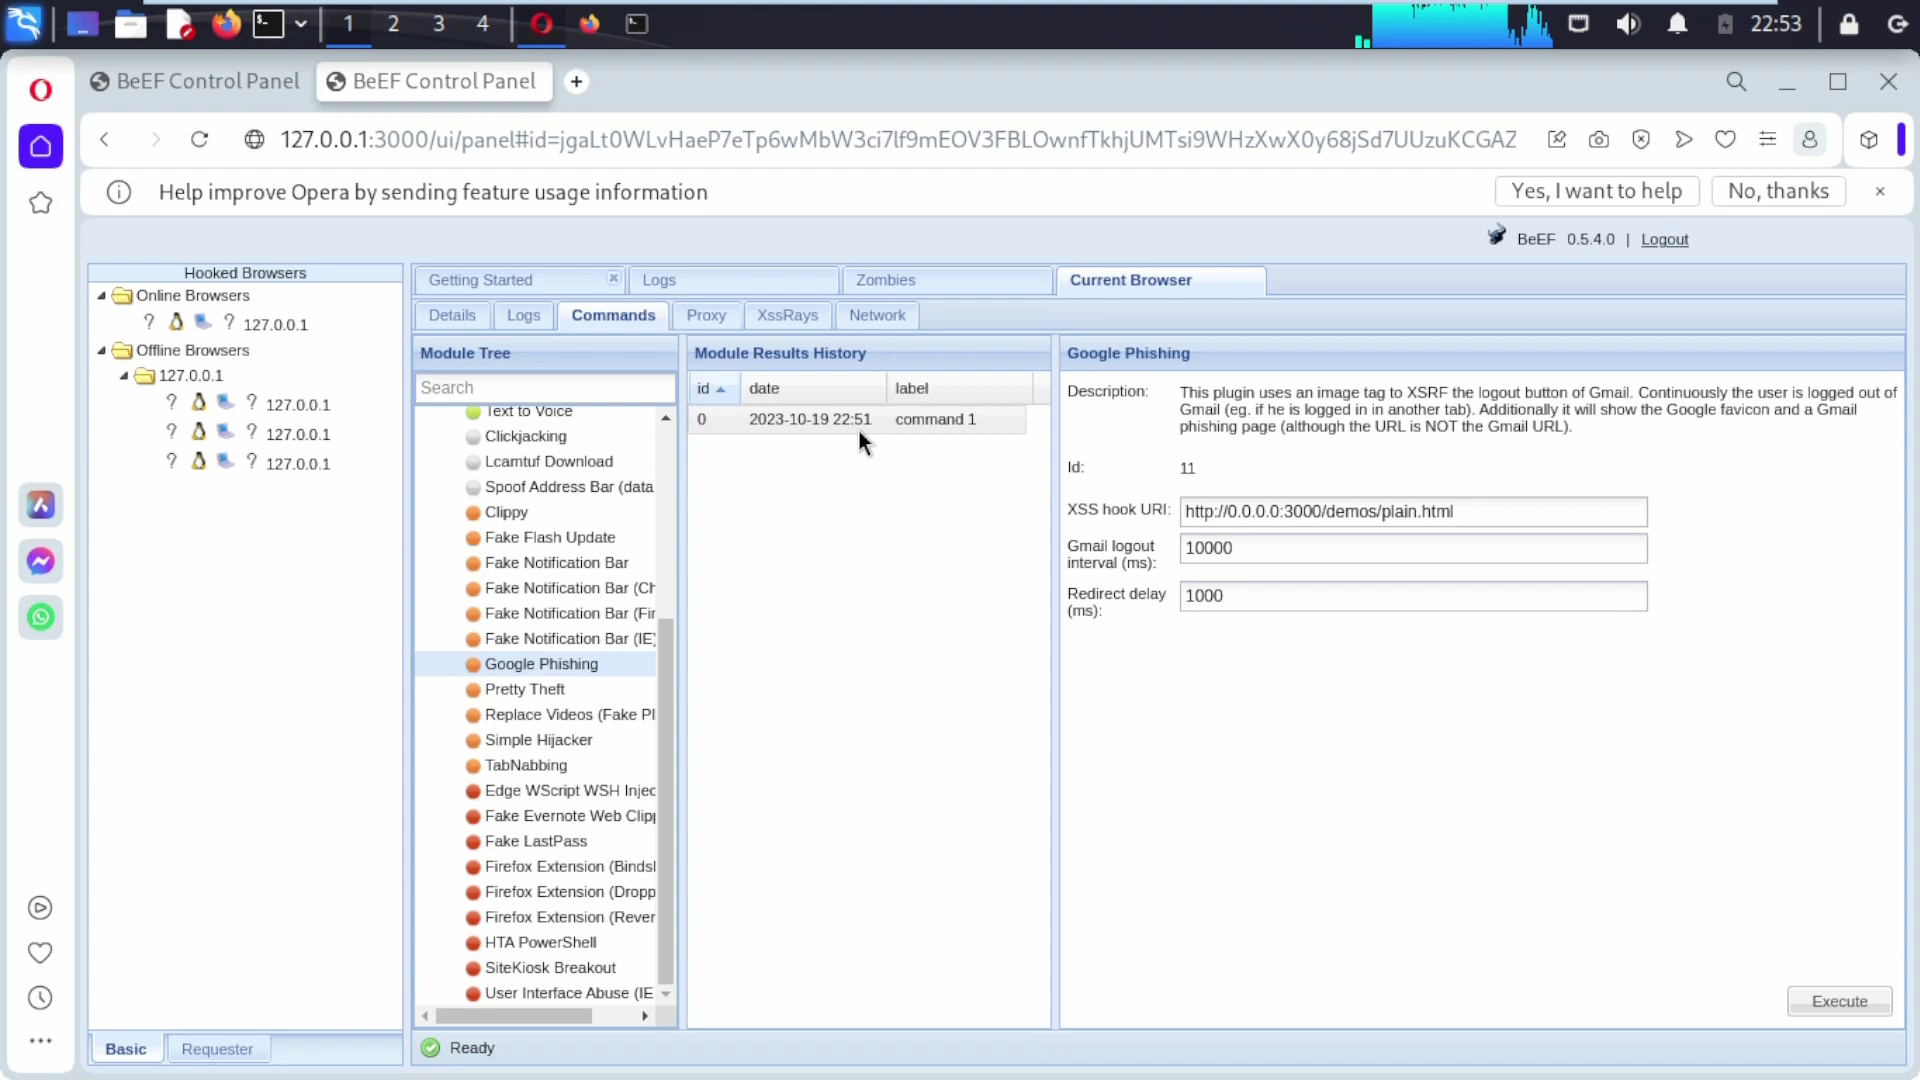 1 2 3 4
22:53
BeEF Control Panel
BeEF Control Panel
127.0.0.1:3000/ui/panel#id=jgaLt0WLvHaeP7eTp6wMbW3ci7lf9mEOV3FBLOwnfTkhjUMTsi9WHzXwX0y68jSd7UUzuKCGAZ
Help improve Opera by sending feature usage information
Yes, I want to help
No, thanks
BeEF 0.5.4.0 | Logout
Hooked Browsers
Online Browsers
? ? 127.0.0.1
Offline Browsers
127.0.0.1
? ? 127.0.0.1
? ? 127.0.0.1
? ? 127.0.0.1
Basic
Requester
Getting Started
Logs
Zombies
Current Browser
Details
Logs
Commands
Proxy
XssRays
Network
Module Tree
Search
Text to Voice
Clickjacking
Lcamtuf Download
Spoof Address Bar (data
Clippy
Fake Flash Update
Fake Notification Bar
Fake Notification Bar (Ch
Fake Notification Bar (Fir
Fake Notification Bar (IE)
Google Phishing
Pretty Theft
Replace Videos (Fake Pl
Simple Hijacker
TabNabbing
Edge WScript WSH Injec
Fake Evernote Web Clipp
Fake LastPass
Firefox Extension (Bindsl
Firefox Extension (Dropp
Firefox Extension (Rever
HTA PowerShell
SiteKiosk Breakout
User Interface Abuse (IE
Module Results History
id date label
0 2023-10-19 22:51 command 1
Google Phishing
Description: This plugin uses an image tag to XSRF the logout button of Gmail. Continuously the user is logged out of
Gmail (eg. if he is logged in in another tab). Additionally it will show the Google favicon and a Gmail
phishing page (although the URL is NOT the Gmail URL).
Id: 11
XSS hook URI: http://0.0.0.0:3000/demos/plain.html
Gmail logout
interval (ms): 10000
Redirect delay
(ms): 1000
Execute
Ready